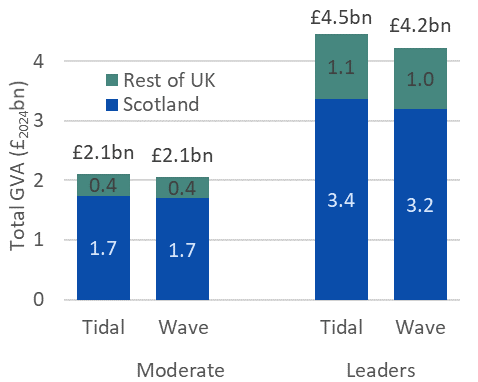 £4.5bn
£4.2bn
4
1.1
1.0
Rest of UK
Scotland
3
£2.1bn
£2.1bn
Total GVA (£2024bn)
2
0.4
0.4
3.4
3.2
1
1.7
1.7
0
Tidal
Wave
Tidal
Wave
Moderate
Leaders